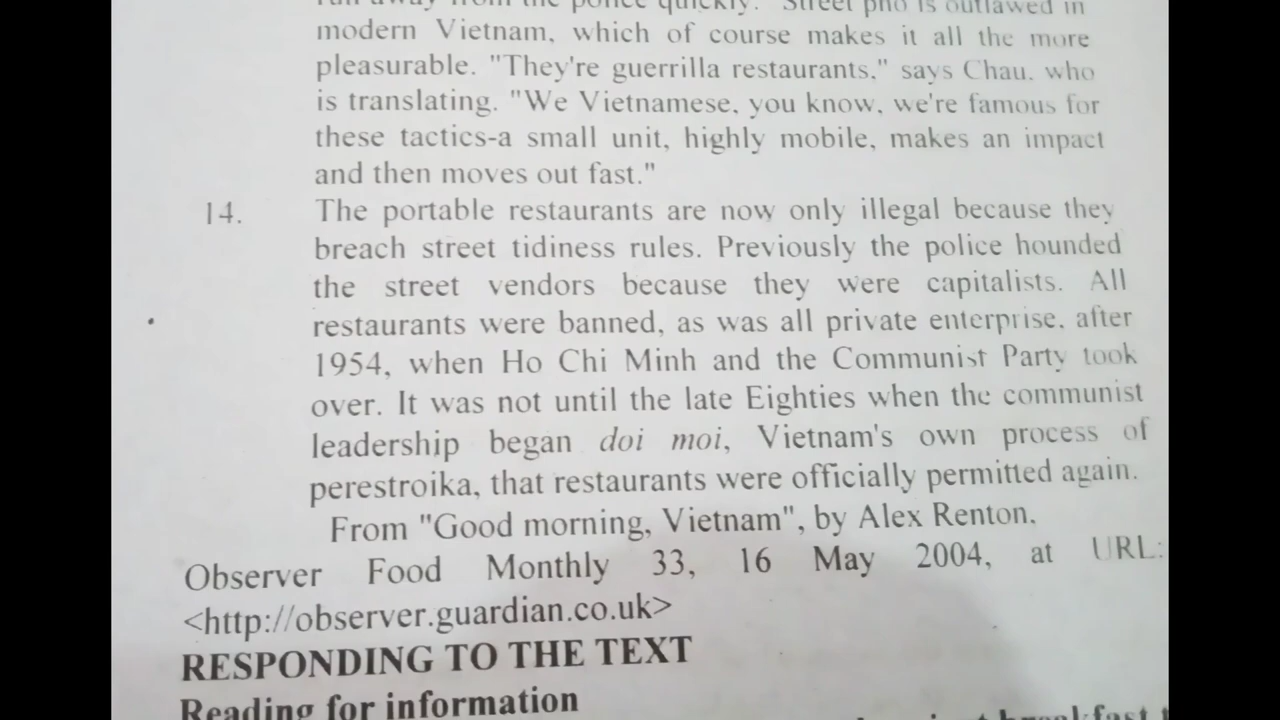 run away from the police quickly. Street pho is outlawed in
modern Vietnam, which of course makes it all the more
pleasurable. "They're guerrilla restaurants," says Chau, who
is translating. "We Vietnamese, you know, we're famous for
these tactics-a small unit, highly mobile, makes an impact
and then moves out fast."
14. The portable restaurants are now only illegal because they
breach street tidiness rules. Previously the police hounded
the street vendors because they were capitalists. All
restaurants were banned, as was all private enterprise, after
1954, when Ho Chi Minh and the Communist Party took
over. It was not until the late Eighties when the communist
leadership began doi moi, Vietnam's own process of
perestroika, that restaurants were officially permitted again.
From "Good morning, Vietnam", by Alex Renton,
Observer Food Monthly 33, 16 May 2004, at URL:
<http://observer.guardian.co.uk>
RESPONDING TO THE TEXT
Reading for information
breakfast